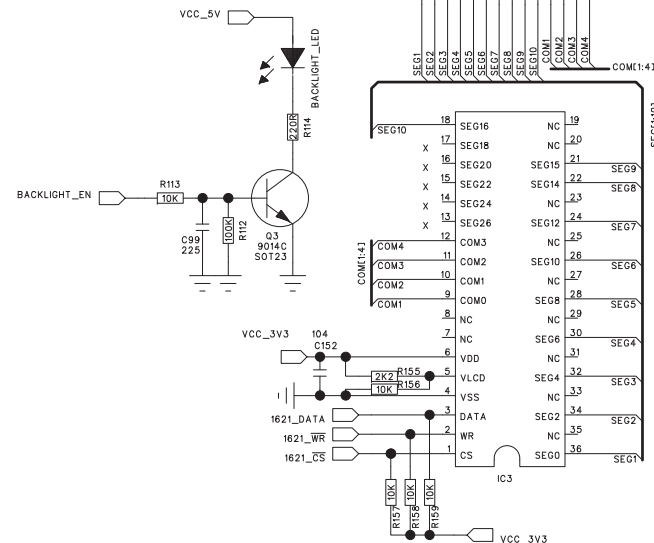 VCC_5V
BACKLIGHT_LED
220R
R114
BACKLIGHT_EN
R113
10K
C99
225
100K
R112
Q3
9014C
SOT23
SEG1
SEG2
SEG3
SEG4
SEG5
SEG6
SEG7
SEG8
SEG9
SEG10
COM1
COM2
COM3
COM4
COM[1:4]
SEG[1:10]
SEG10
18 SEG16
NC 19
X 17 SEG18
NC 20
X 16 SEG20
SEG15 21 SEG9
X 15 SEG22
SEG14 22 SEG8
X 14 SEG24
NC 23
X 13 SEG26
SEG12 24 SEG7
COM[1:4]
COM4 12 COM3
NC 25
COM3 11 COM2
SEG10 26 SEG6
COM2 10 COM1
NC 27
COM1 9 COM0
SEG8 28 SEG5
8 NC
NC 29
7 NC
SEG6 30 SEG4
VCC_3V3
104
C152
6 VDD
NC 31
2K2 R155
5 VLCD
SEG4 32 SEG3
10K R156
4 VSS
NC 33
1621_DATA 3 DATA
SEG2 34 SEG2
1621_WR 2 WR
NC 35
1621_CS 1 CS
SEG0 36 SEG1
IC3
10K
R157
10K
R158
10K
R159
VCC 3V3